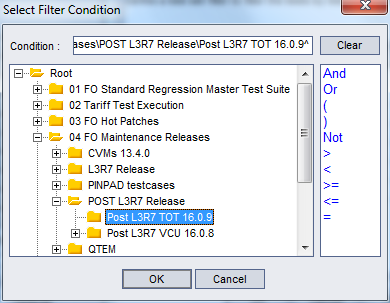 Select Filter Condition
Condition : ases\POST L3R7 Release\Post L3R7 TOT 16.0.9^ Clear
Root
01 FO Standard Regression Master Test Suite
02 Tariff Test Execution
03 FO Hot Patches
04 FO Maintenance Releases
CVMs 13.4.0
L3R7 Release
PINPAD testcases
POST L3R7 Release
Post L3R7 TOT 16.0.9
Post L3R7 VCU 16.0.8
QTEM
And
Or
(
)
Not
>
<
>=
<=
=
OK Cancel